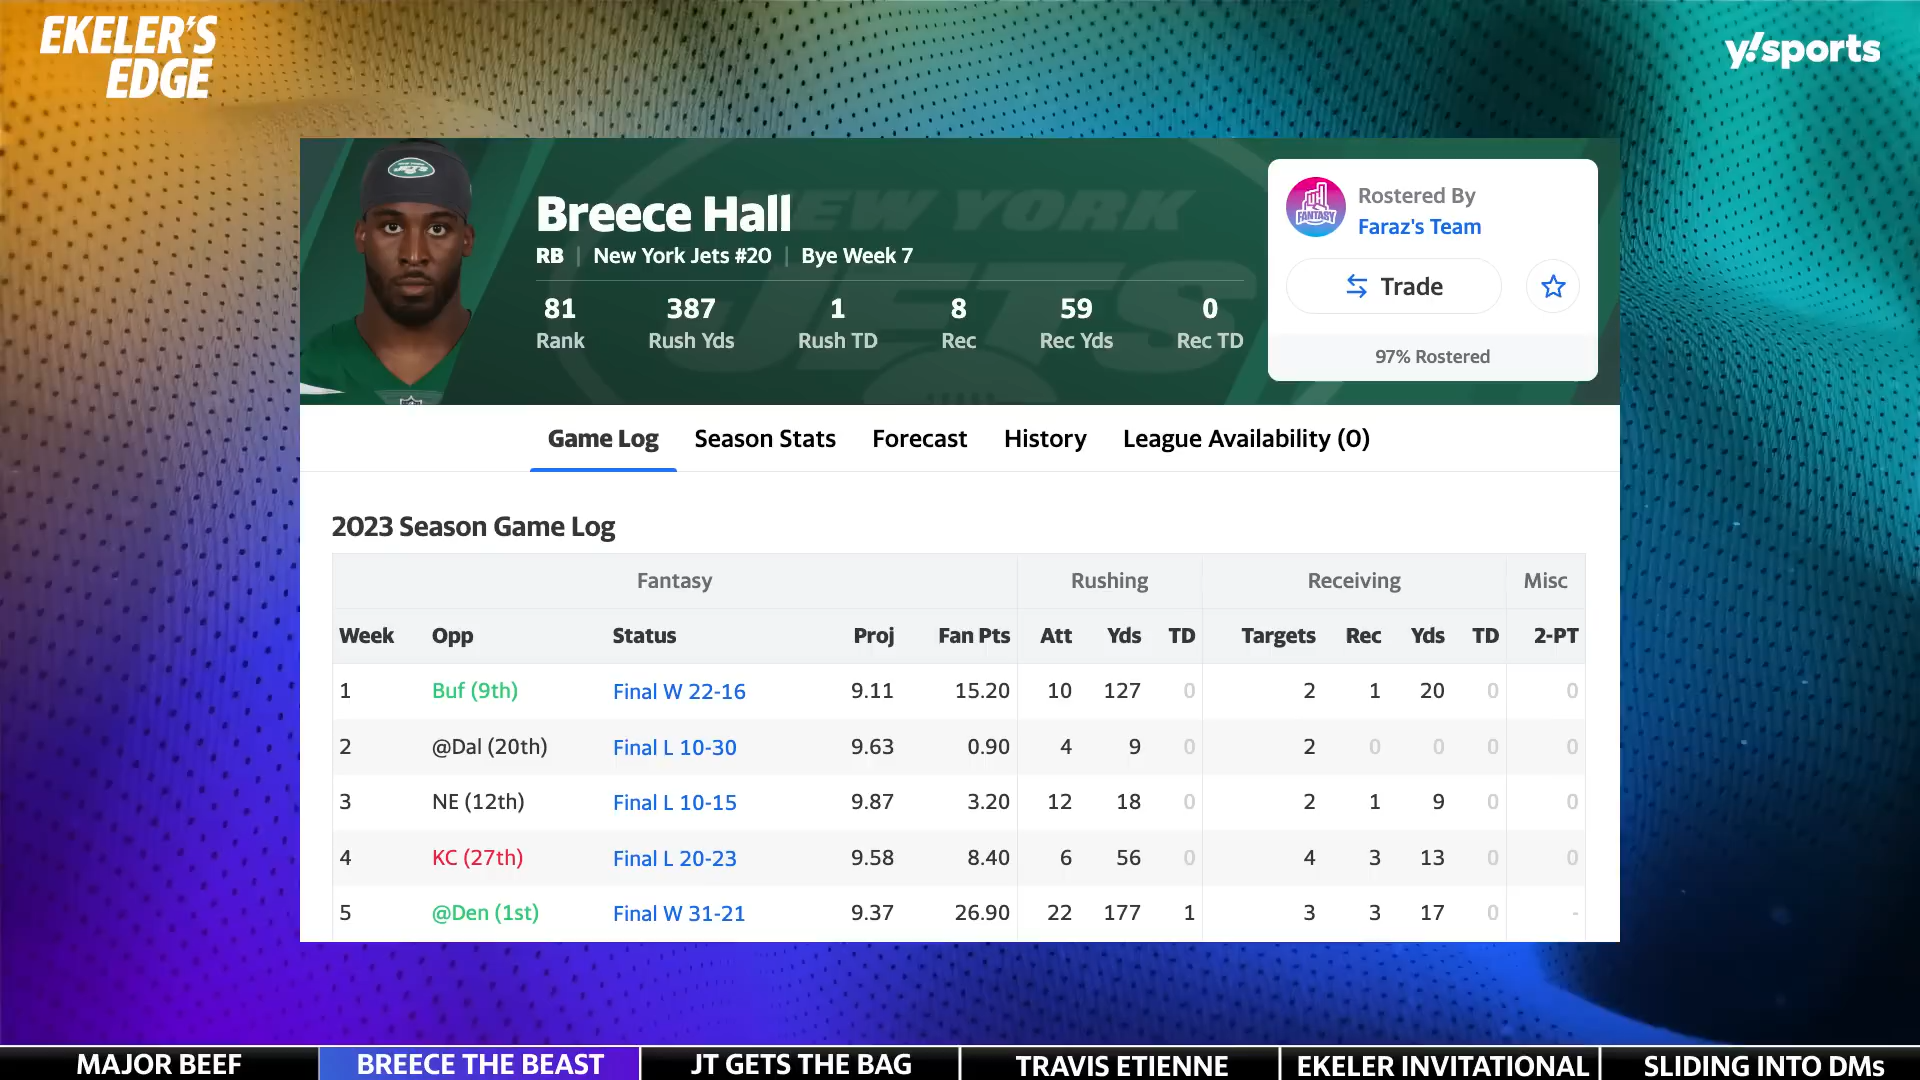 EKELER'S
EDGE
y!sports
JETS
NEW YORK
JETS
Breece Hall
RB | New York Jets #20 | Bye Week 7
81 387 1 8 59 0
Rank Rush Yds Rush TD Rec Rec Yds Rec TD
FANTASY
Rostered By
Faraz's Team
Trade
97% Rostered
Game Log Season Stats Forecast History League Availability (0)
2023 Season Game Log
Fantasy Rushing Receiving Misc
Week Opp Status Proj Fan Pts Att Yds TD Targets Rec Yds TD 2-PT
1 Buf (9th) Final W 22-16 9.11 15.20 10 127 0 2 1 20 0 0
2 @Dal (20th) Final L 10-30 9.63 0.90 4 9 0 2 0 0 0 0
3 NE (12th) Final L 10-15 9.87 3.20 12 18 0 2 1 9 0 0
4 KC (27th) Final L 20-23 9.58 8.40 6 56 0 4 3 13 0 0
5 @Den (1st) Final W 31-21 9.37 26.90 22 177 1 3 3 17 0 -
MAJOR BEEF BREECE THE BEAST JT GETS THE BAG TRAVIS ETIENNE EKELER INVITATIONAL SLIDING INTO DMs